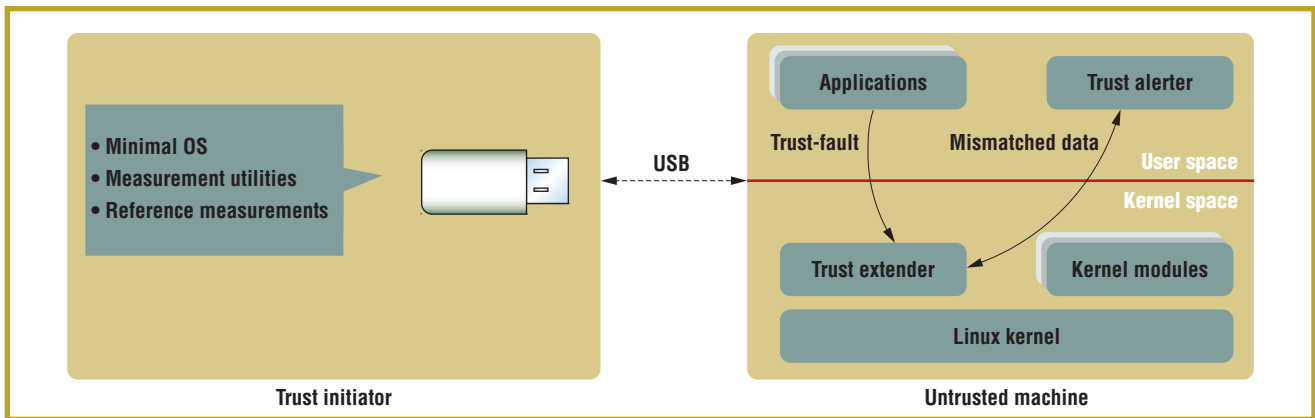 • Minimal OS
• Measurement utilities
• Reference measurements
Trust initiator
USB
Applications
Trust alerter
Trust-fault
Mismatched data
User space
Kernel space
Trust extender
Kernel modules
Linux kernel
Untrusted machine